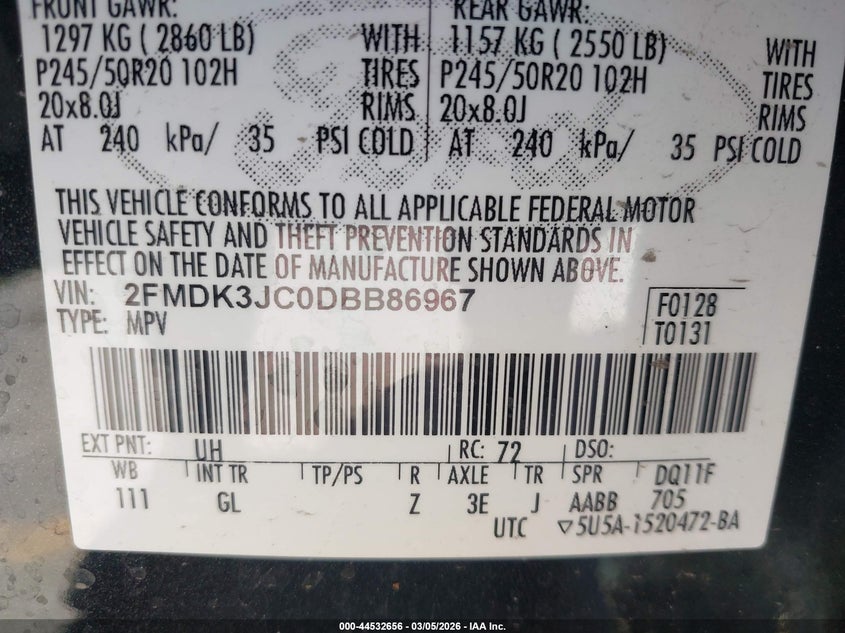 FRONT GAWR: REAR GAWR:
1297 KG ( 2860 LB) WITH 1157 KG ( 2550 LB) WITH
P245/50R20 102H TIRES P245/50R20 102H TIRES
20x8.0J RIMS 20x8.0J RIMS
AT 240 kPa/ 35 PSI COLD AT 240 kPa/ 35 PSI COLD
THIS VEHICLE CONFORMS TO ALL APPLICABLE FEDERAL MOTOR
VEHICLE SAFETY AND THEFT PREVENTION STANDARDS IN
EFFECT ON THE DATE OF MANUFACTURE SHOWN ABOVE.
VIN: 2FMDK3JC0DBB86967 F0128
TYPE: MPV T0131
EXT PNT: UH RC: 72 DSO:
WB INT TR TP/PS R AXLE TR SPR DQ11F
111 GL Z 3E J AABB 705
UTC ▽5U5A-1520472-BA
000-44532656 - 03/05/2026 - IAA Inc.